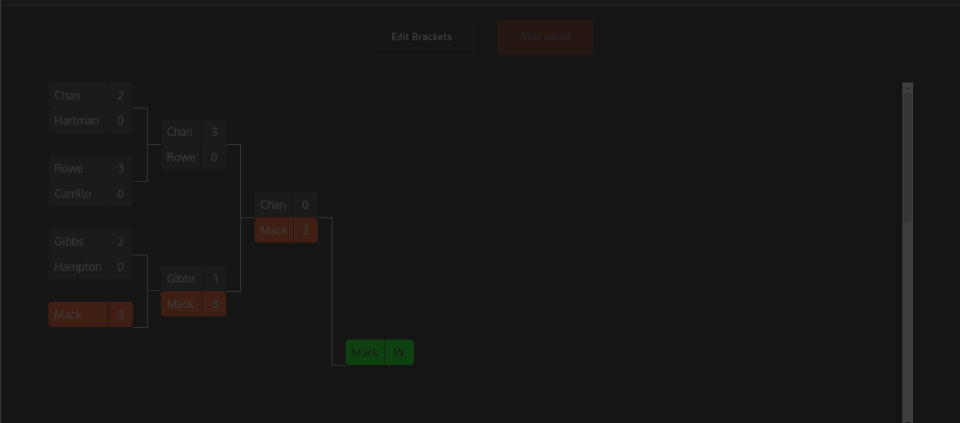 Edit Brackets
Next round
Chan 2
Hartman 0
Rowe 3
Carrillo 0
Gibbs 2
Hampton 0
Mack 3
Chan 3
Rowe 0
Gibbs 1
Mack 3
Chan 0
Mack 3
Mack W